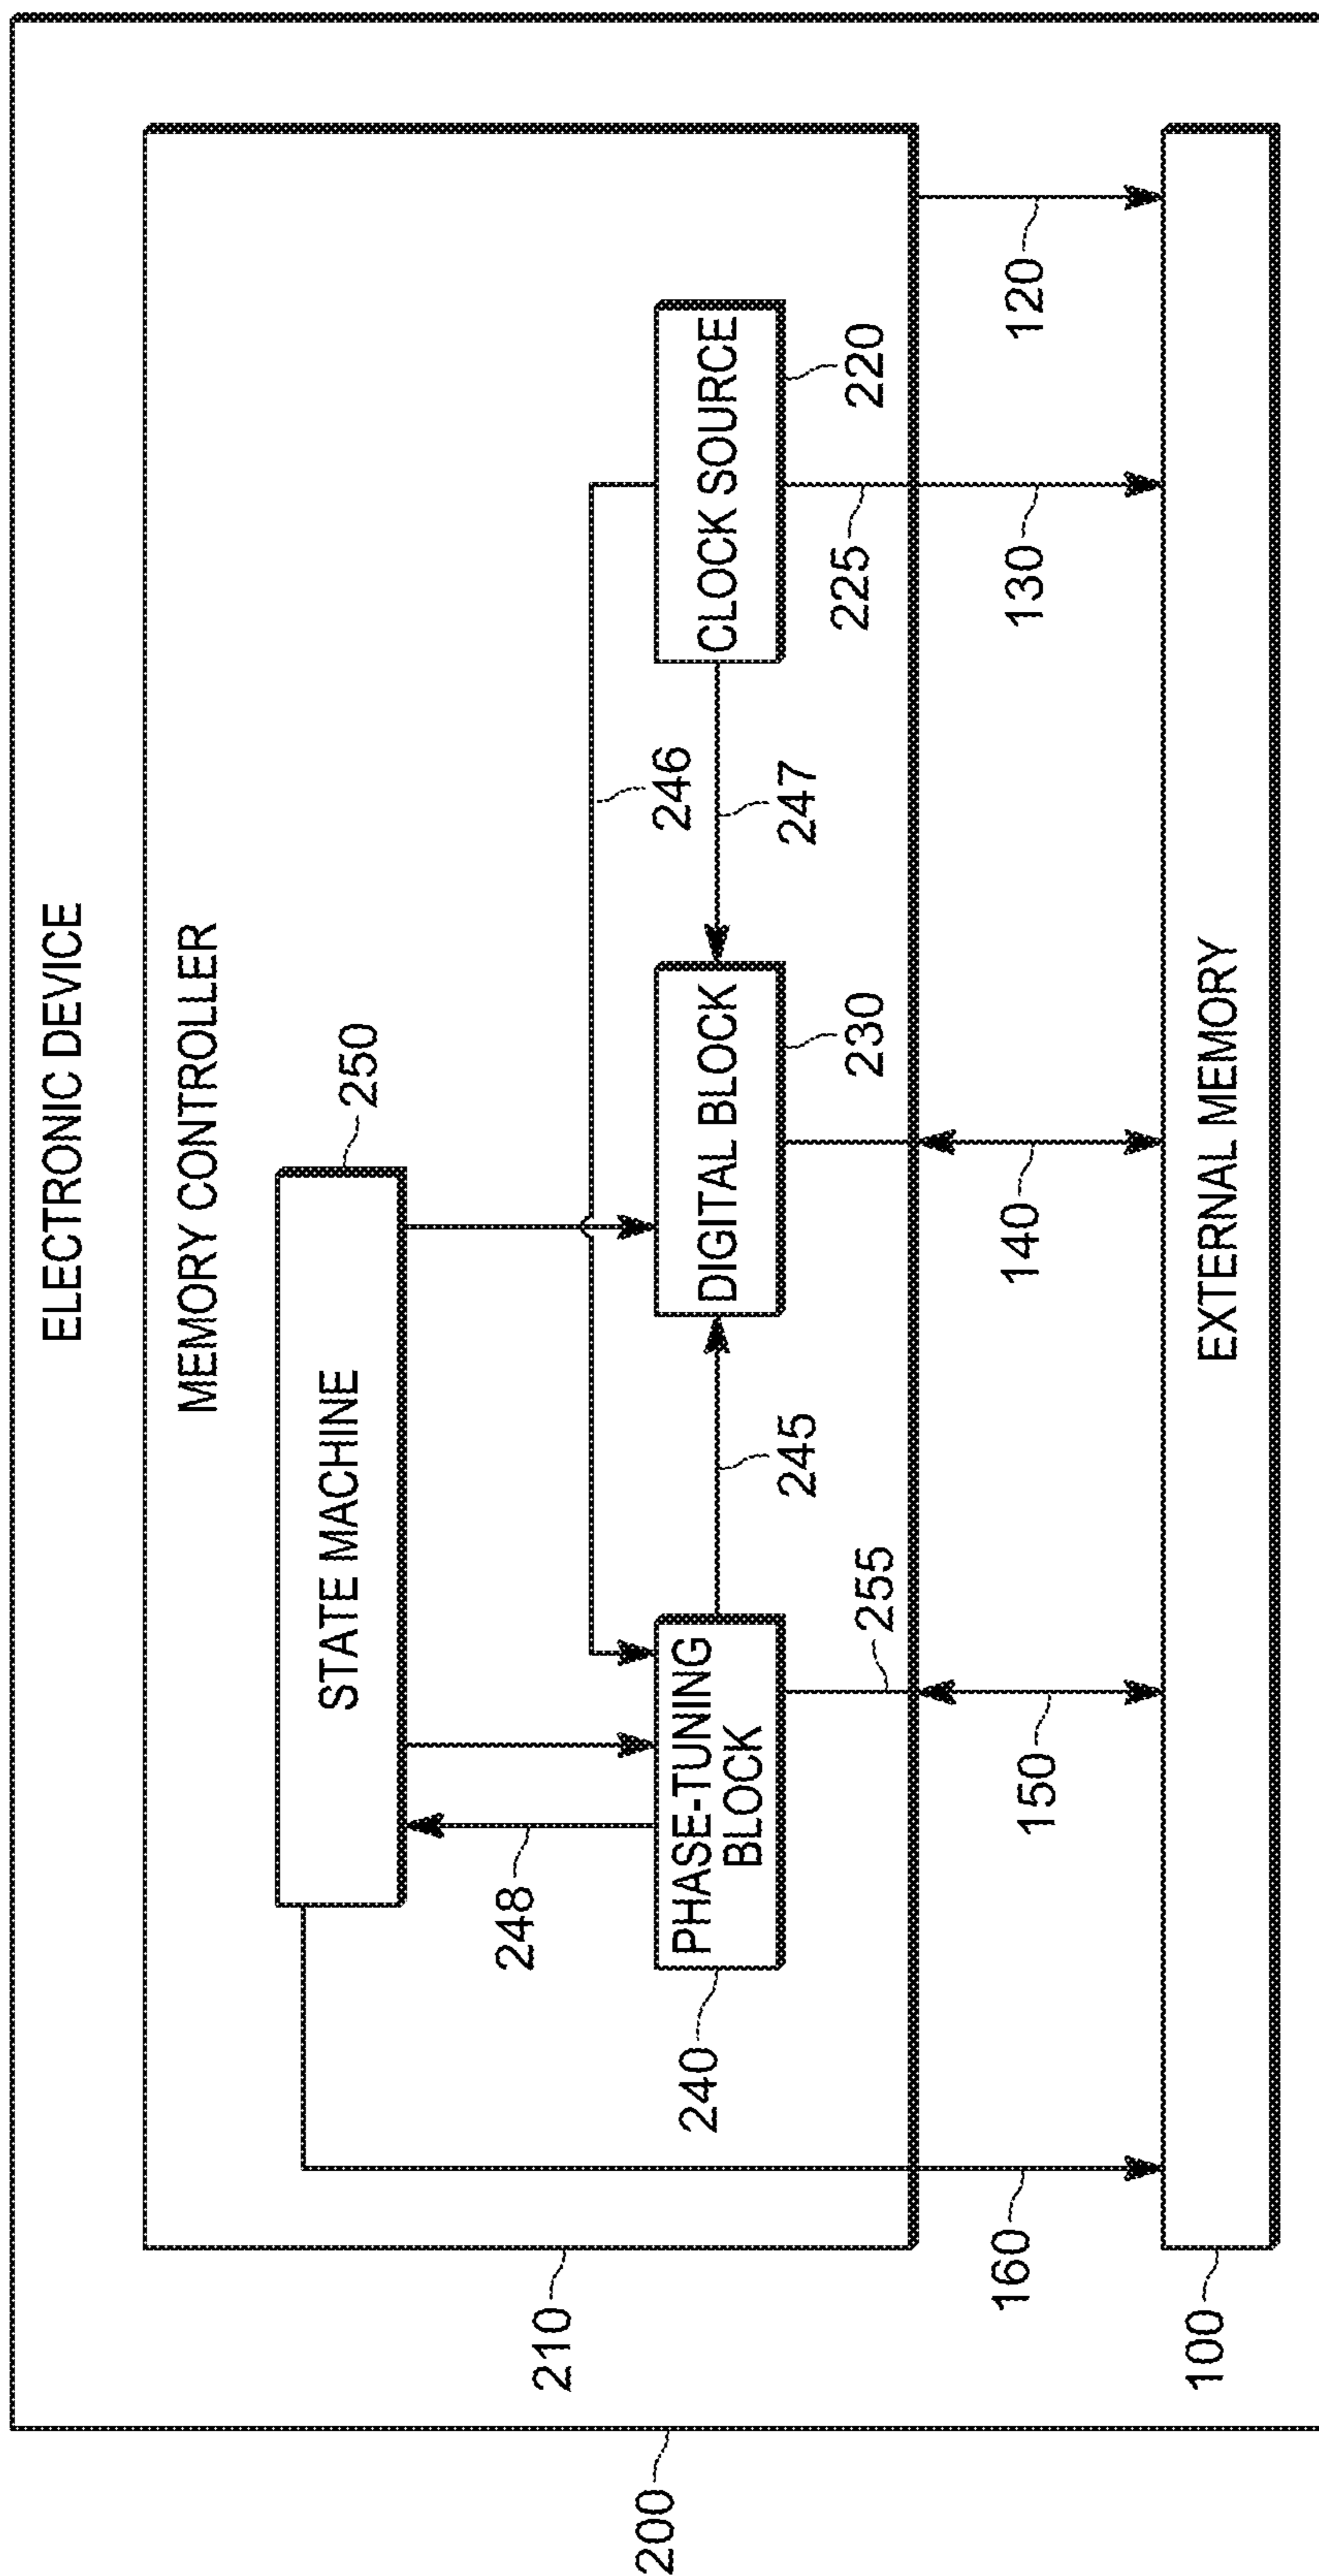 ELECTRONIC DEVICE
MEMORY CONTROLLER
STATE MACHINE
250
248
246
PHASE-TUNING
BLOCK
DIGITAL BLOCK
CLOCK SOURCE
240
245
247
230
220
255
225
210
160
150
140
130
120
EXTERNAL MEMORY
100
200